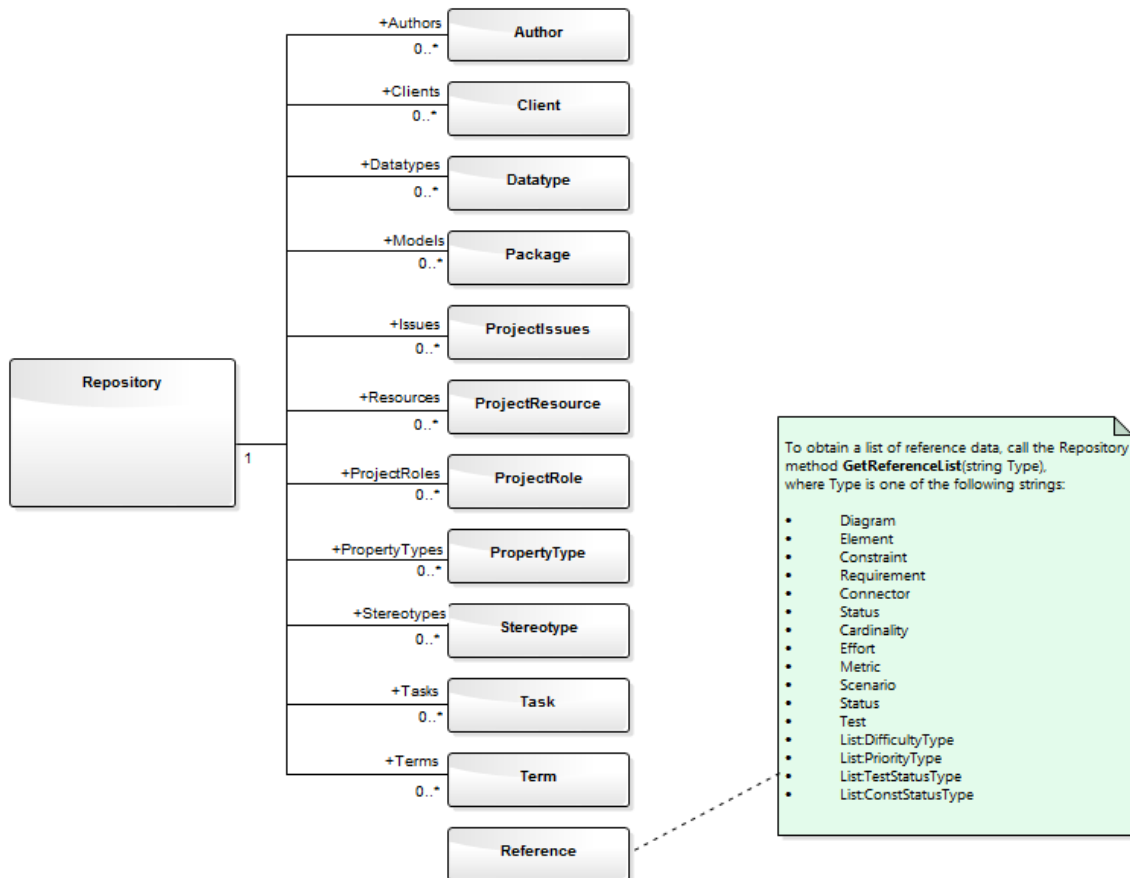 +Authors
0..*
Author
+Clients
0..*
Client
+Datatypes
0..*
Datatype
+Models
0..*
Package
+Issues
0..*
ProjectIssues
Repository
1
+Resources
0..*
ProjectResource
+ProjectRoles
0..*
ProjectRole
+PropertyTypes
0..*
PropertyType
+Stereotypes
0..*
Stereotype
+Tasks
0..*
Task
+Terms
0..*
Term
Reference
To obtain a list of reference data, call the Repository
method GetReferenceList(string Type),
where Type is one of the following strings:
• Diagram
• Element
• Constraint
• Requirement
• Connector
• Status
• Cardinality
• Effort
• Metric
• Scenario
• Status
• Test
• List:DifficultyType
• List:PriorityType
• List:TestStatusType
• List:ConstStatusType